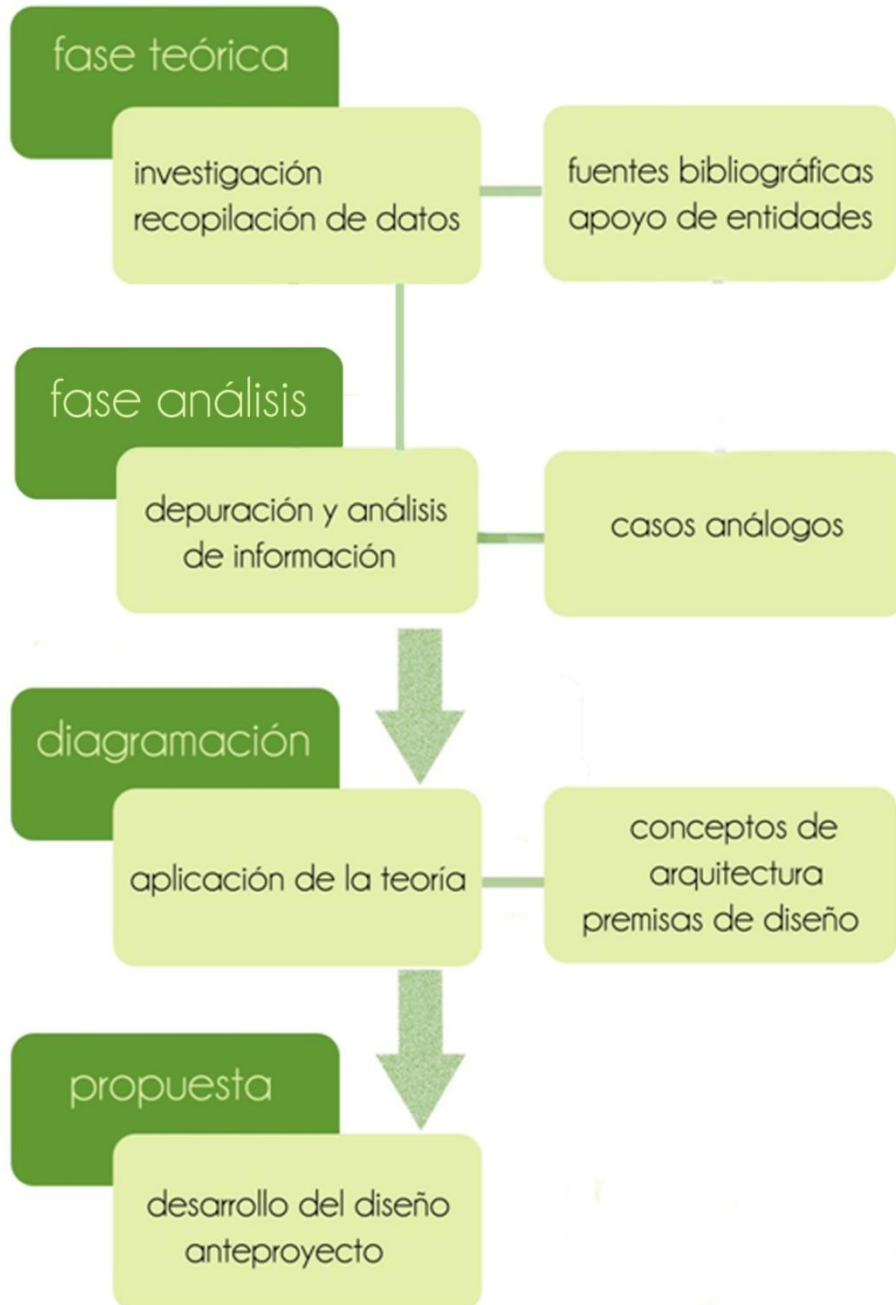 fase teórica
investigación
recopilación de datos
fuentes bibliográficas
apoyo de entidades
fase análisis
depuración y análisis
de información
casos análogos
diagramación
aplicación de la teoría
conceptos de
arquitectura
premisas de diseño
propuesta
desarrollo del diseño
anteproyecto